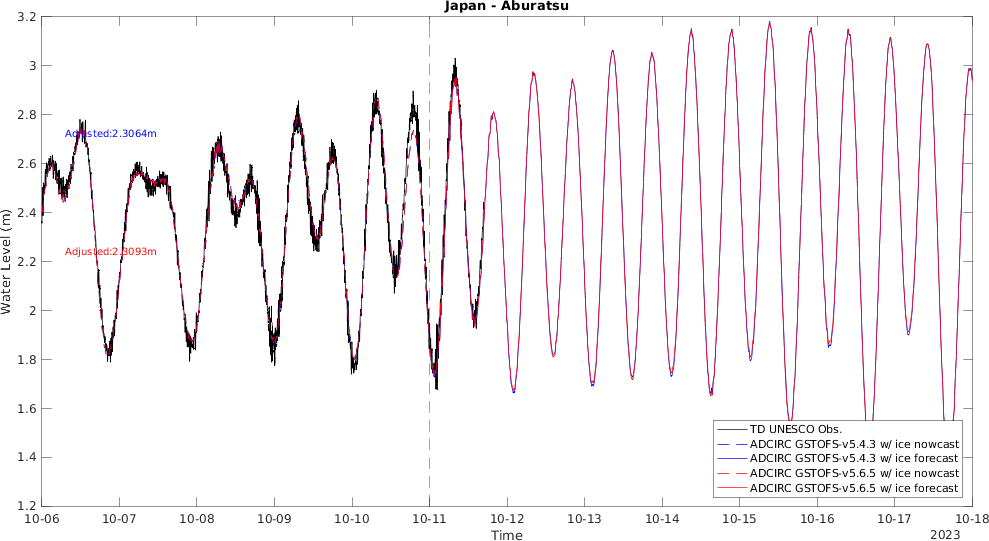 Japan - Aburatsu
3.2
3
2.8
2.6
2.4
2.2
2
1.8
1.6
1.4
1.2
Water Level (m)
Adjusted:2.3064m
Adjusted:2.3093m
TD UNESCO Obs.
ADCIRC GSTOFS-v5.4.3 w/ ice nowcast
ADCIRC GSTOFS-v5.4.3 w/ ice forecast
ADCIRC GSTOFS-v5.6.5 w/ ice nowcast
ADCIRC GSTOFS-v5.6.5 w/ ice forecast
10-06 10-07 10-08 10-09 10-10 10-11 10-12 10-13 10-14 10-15 10-16 10-17 10-18
Time
2023